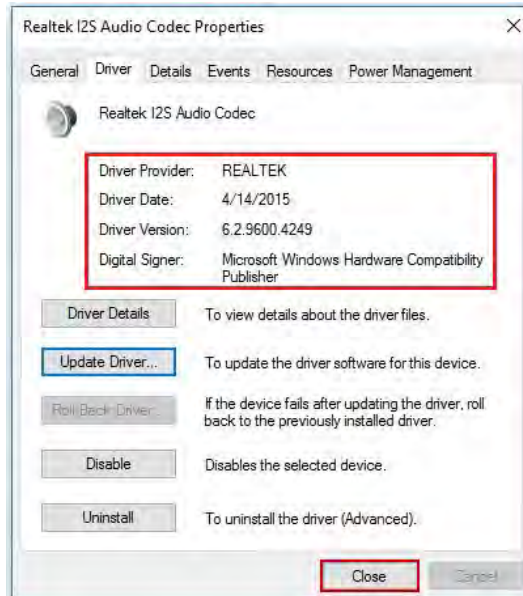 Realtek I2S Audio Codec Properties
General Driver Details Events Resources Power Management
Realtek I2S Audio Codec
Driver Provider: REALTEK
Driver Date: 4/14/2015
Driver Version: 6.2.9600.4249
Digital Signer: Microsoft Windows Hardware Compatibility
Publisher
Driver Details To view details about the driver files.
Update Driver... To update the driver software for this device.
Roll Back Driver If the device fails after updating the driver, roll
back to the previously installed driver.
Disable Disables the selected device.
Uninstall To uninstall the driver (Advanced).
Close Cancel